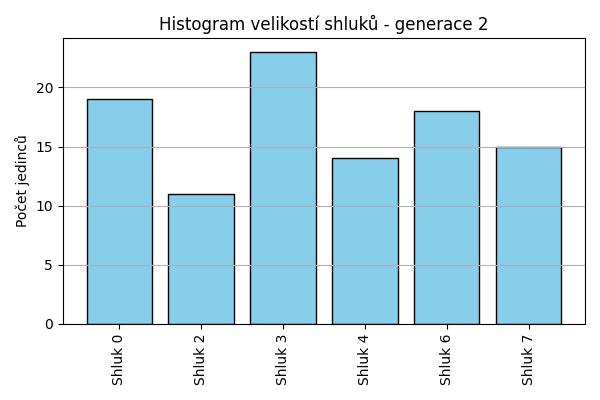 Histogram velikostí shluků - generace 2
Počet jedinců
20
15
10
5
0
Shluk 0
Shluk 2
Shluk 3
Shluk 4
Shluk 6
Shluk 7